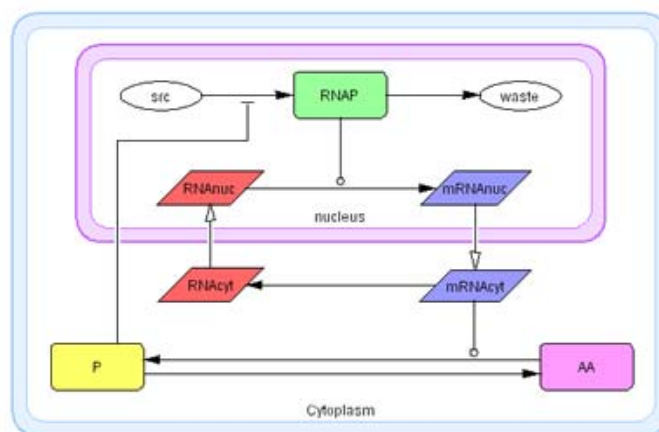 src
RNAP
waste
RNAnuc
mRNAnuc
nucleus
RNAcyt
mRNAcyt
P
AA
Cytoplasm